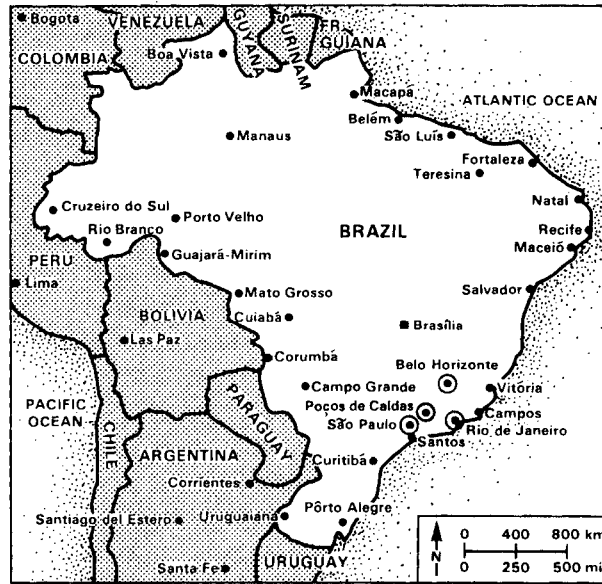 Bogota
VENEZUELA
COLOMBIA
Boa Vista
GUYANA
SURINAM
FR.
GUIANA
Macapa
ATLANTIC OCEAN
Belém
São Luís
Manaus
Fortaleza
Teresina
Natal
Cruzeiro do Sul
Porto Velho
Rio Branco
BRAZIL
Recife
Maceió
PERU
Guajará-Mirim
Lima
Mato Grosso
Salvador
BOLIVIA
Cuiabá
Brasília
Las Paz
Corumbá
Belo Horizonte
Campo Grande
Vitória
PACIFIC
OCEAN
PARAGUAY
Poços de Caldas
Campos
São Paulo
Rio de Janeiro
CHILE
Santos
ARGENTINA
Curitibá
Corrientes
Santiago del Estero
Uruguaiana
Pôrto Alegre
Santa Fe
URUGUAY
N
0 400 800 km
0 250 500 mi